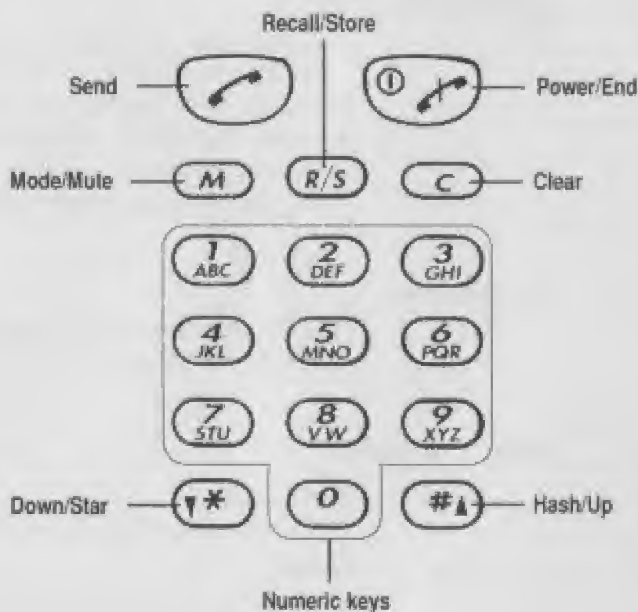 Recall/Store
Send
Power/End
Mode/Mute
M
R/S
C
Clear
1
ABC
2
DEF
3
GHI
4
JKL
5
MNO
6
PQR
7
STU
8
VW
9
XYZ
Down/Star
*
0
#
Hash/Up
Numeric keys